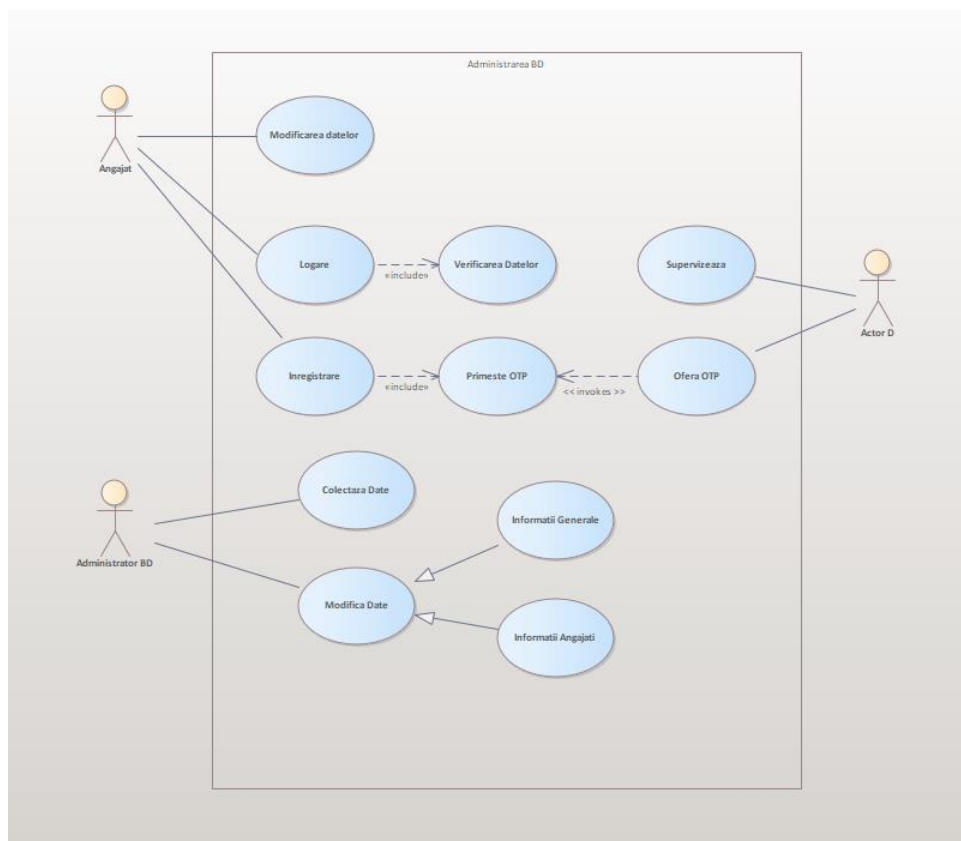 Administrarea BD
Modificarea datelor
Angajat
Logare
«include»
Verificarea Datelor
Supervizeaza
Actor D
Inregistrare
«include»
Primeste OTP
<< invokes >>
Ofera OTP
Colectaza Date
Informatii Generale
Administrator BD
Modifica Date
Informatii Angajati